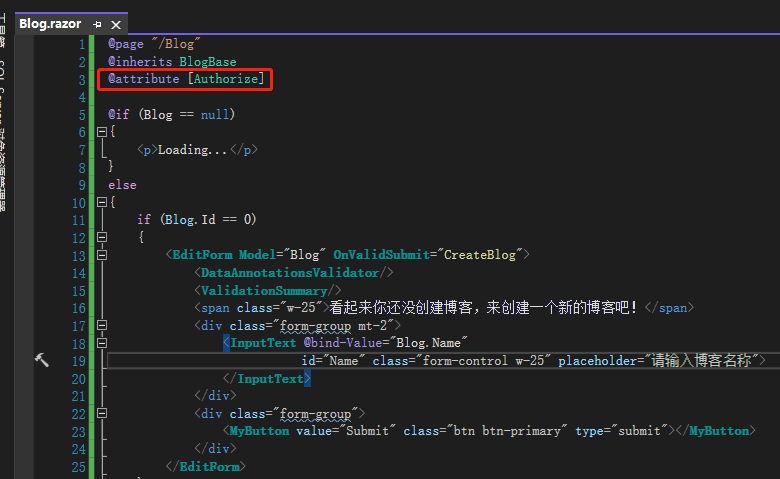 Blog.razor
1 @page "/Blog"
2 @inherits BlogBase
3 @attribute [Authorize]
4
5 @if (Blog == null)
6 {
7 <p>Loading...</p>
8 }
9 else
10 {
11 if (Blog.Id == 0)
12 {
13 <EditForm Model="Blog" OnValidSubmit="CreateBlog">
14 <DataAnnotationsValidator/>
15 <ValidationSummary/>
16 <span class="w-25">看起来你还没创建博客，来创建一个新的博客吧！</span>
17 <div class="form-group mt-2">
18 <InputText @bind-Value="Blog.Name"
19 id="Name" class="form-control w-25" placeholder="请输入博客名称">
20 </InputText>
21 </div>
22 <div class="form-group">
23 <MyButton value="Submit" class="btn btn-primary" type="submit"></MyButton>
24 </div>
25 </EditForm>